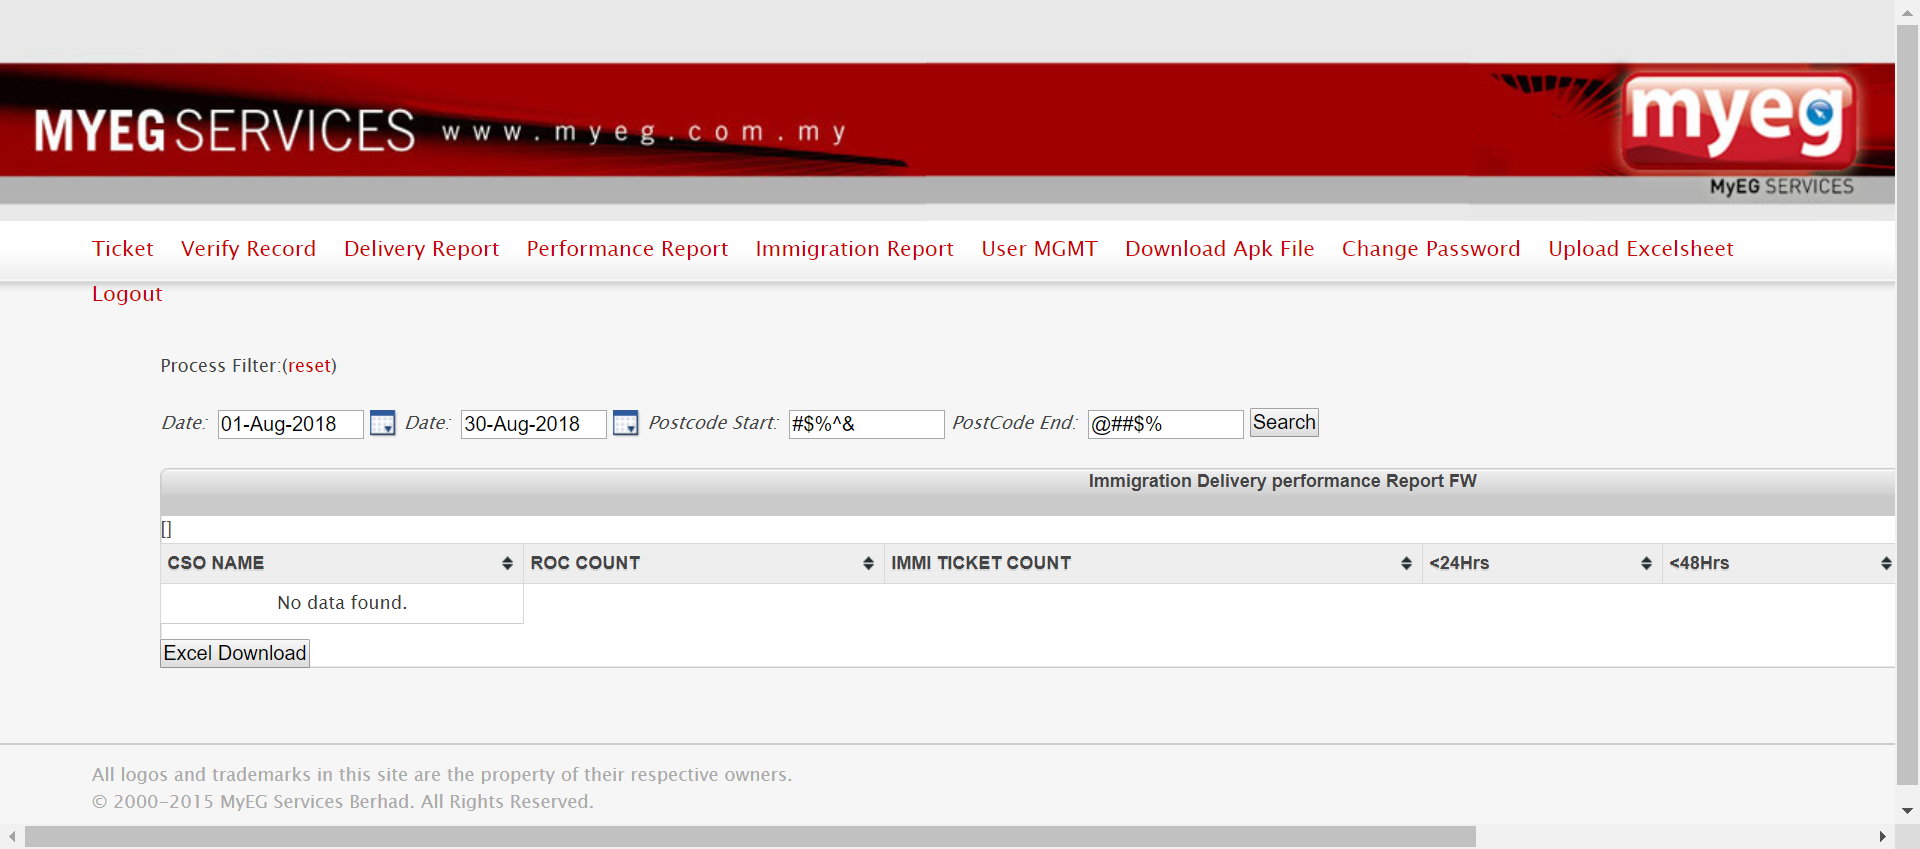 MYEG SERVICES www.myeg.com.my
myeg
MyEG SERVICES
Ticket Verify Record Delivery Report Performance Report Immigration Report User MGMT Download Apk File Change Password Upload Excelsheet
Logout
Process Filter:(reset)
Date: 01-Aug-2018 Date: 30-Aug-2018 Postcode Start: #$%^& PostCode End: @##$% Search
Immigration Delivery performance Report FW
[]
CSO NAME ROC COUNT IMMI TICKET COUNT <24Hrs <48Hrs
No data found.
Excel Download
All logos and trademarks in this site are the property of their respective owners.
© 2000-2015 MyEG Services Berhad. All Rights Reserved.